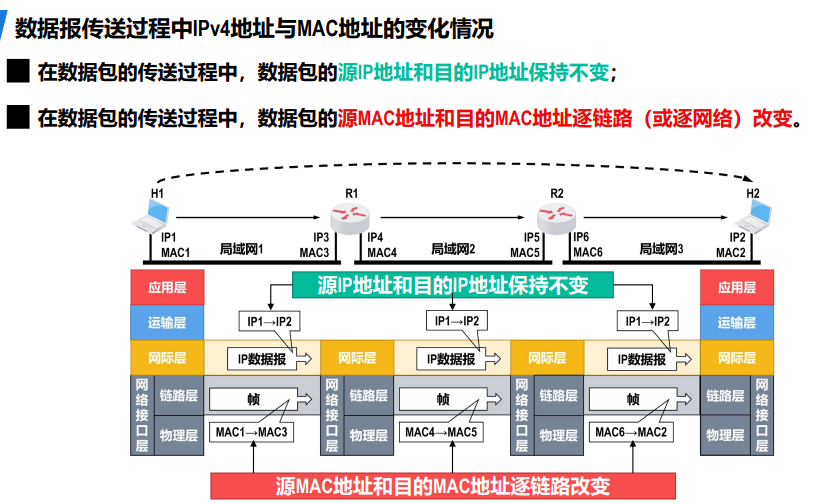 数据报传送过程中IPv4地址与MAC地址的变化情况
在数据包的传送过程中，数据包的源IP地址和目的IP地址保持不变；
在数据包的传送过程中，数据包的源MAC地址和目的MAC地址逐链路（或逐网络）改变。
H1
R1
R2
H2
IP1
MAC1
局域网1
IP3
MAC3
IP4
MAC4
局域网2
IP5
MAC5
IP6
MAC6
局域网3
IP2
MAC2
应用层
源IP地址和目的IP地址保持不变
应用层
运输层
IP1→IP2
IP1→IP2
IP1→IP2
运输层
网际层
IP数据报
网际层
IP数据报
网际层
IP数据报
网际层
网络接口层
链路层
帧
网络接口层
链路层
帧
网络接口层
链路层
帧
链路层
网络接口层
物理层
MAC1→MAC3
物理层
MAC4→MAC5
物理层
MAC6→MAC2
物理层
源MAC地址和目的MAC地址逐链路改变